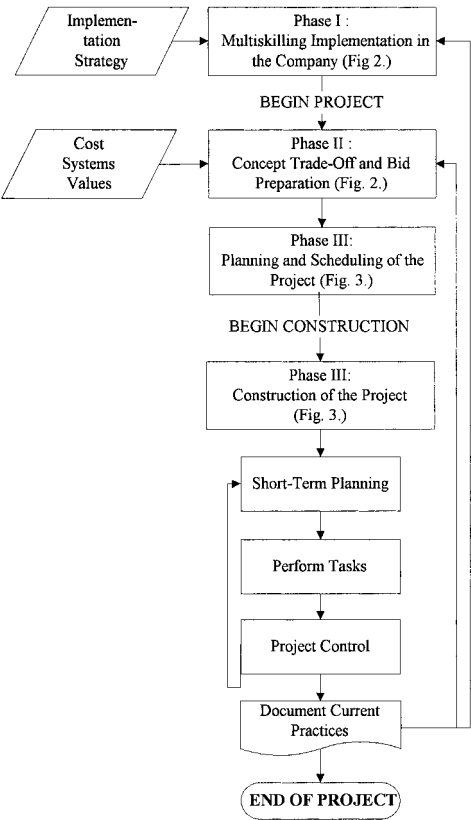 Implemen-
tation
Strategy
Phase I :
Multiskilling Implementation in
the Company (Fig 2.)
BEGIN PROJECT
Cost
Systems
Values
Phase II :
Concept Trade-Off and Bid
Preparation (Fig. 2.)
Phase III:
Planning and Scheduling of the
Project (Fig. 3.)
BEGIN CONSTRUCTION
Phase III:
Construction of the Project
(Fig. 3.)
Short-Term Planning
Perform Tasks
Project Control
Document Current
Practices
END OF PROJECT